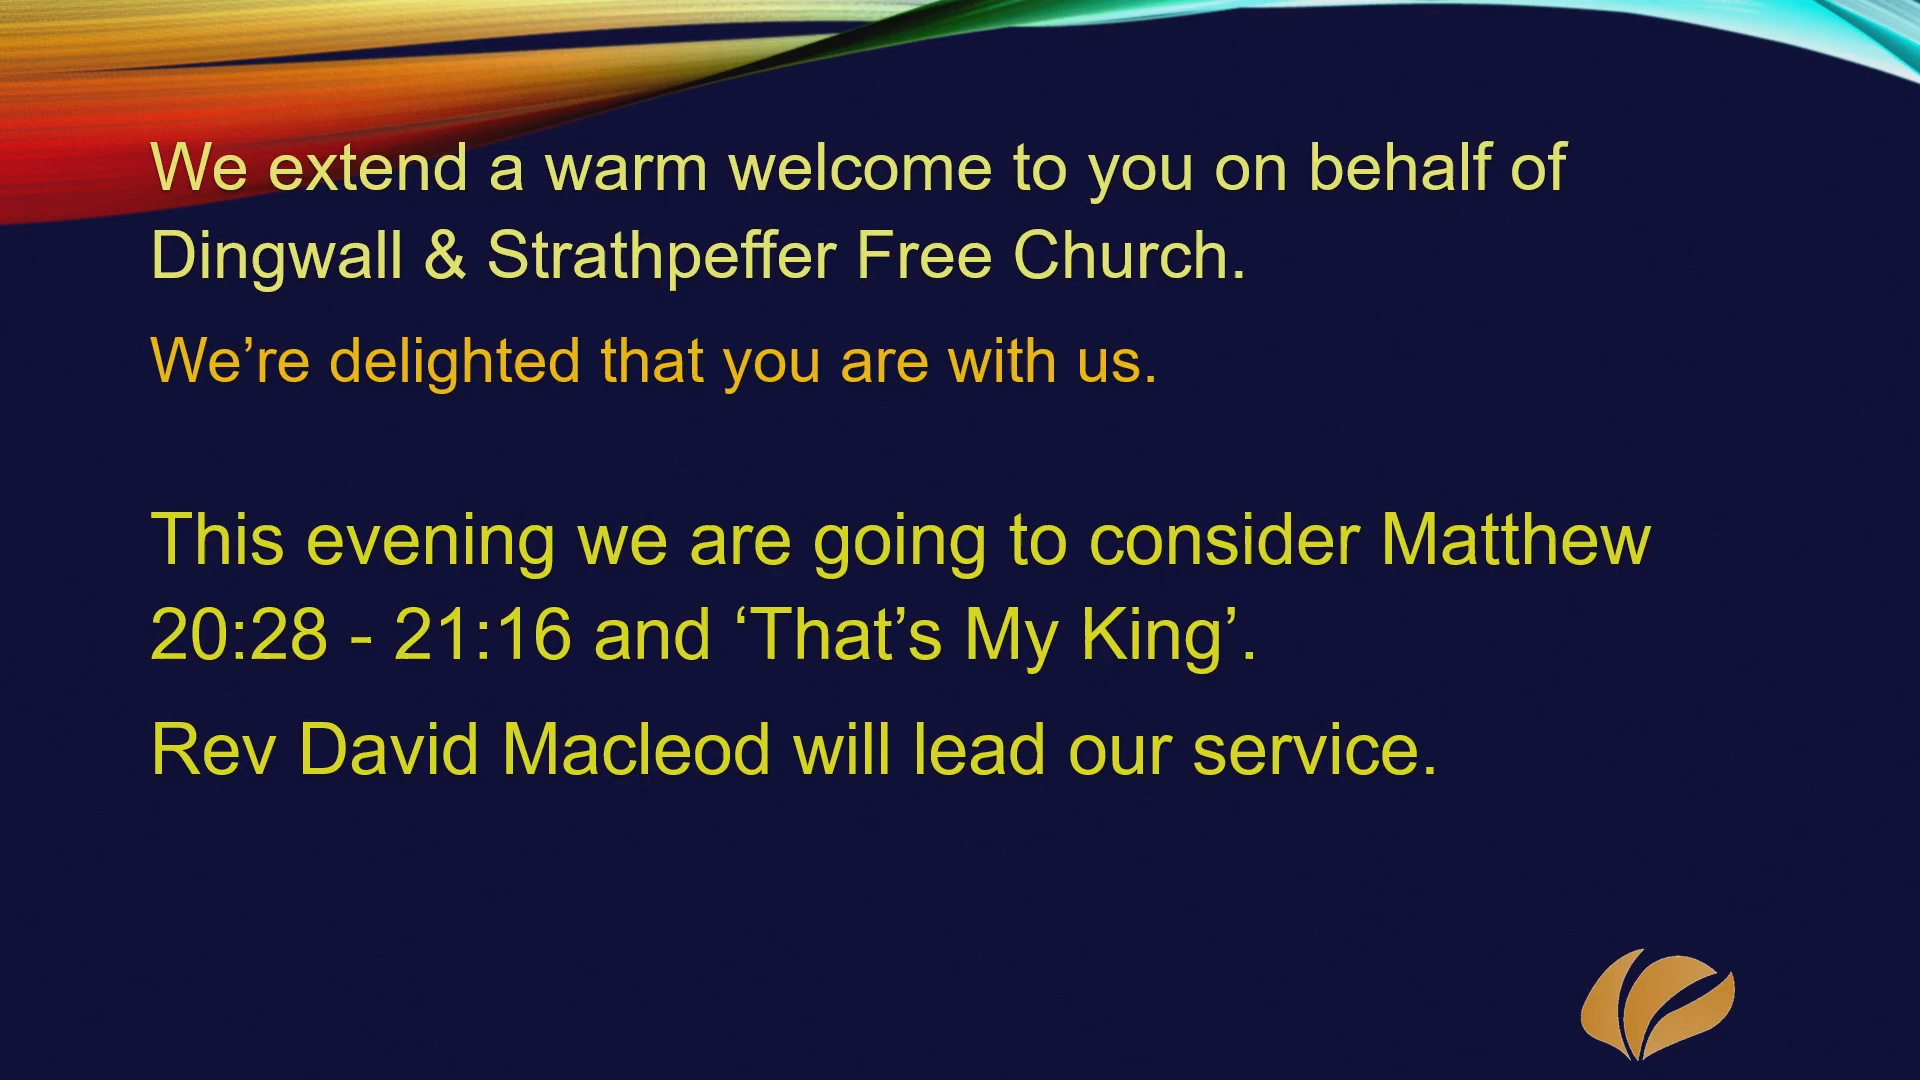 We extend a warm welcome to you on behalf of
Dingwall & Strathpeffer Free Church.
We’re delighted that you are with us.
This evening we are going to consider Matthew
20:28 - 21:16 and ‘That’s My King’.
Rev David Macleod will lead our service.